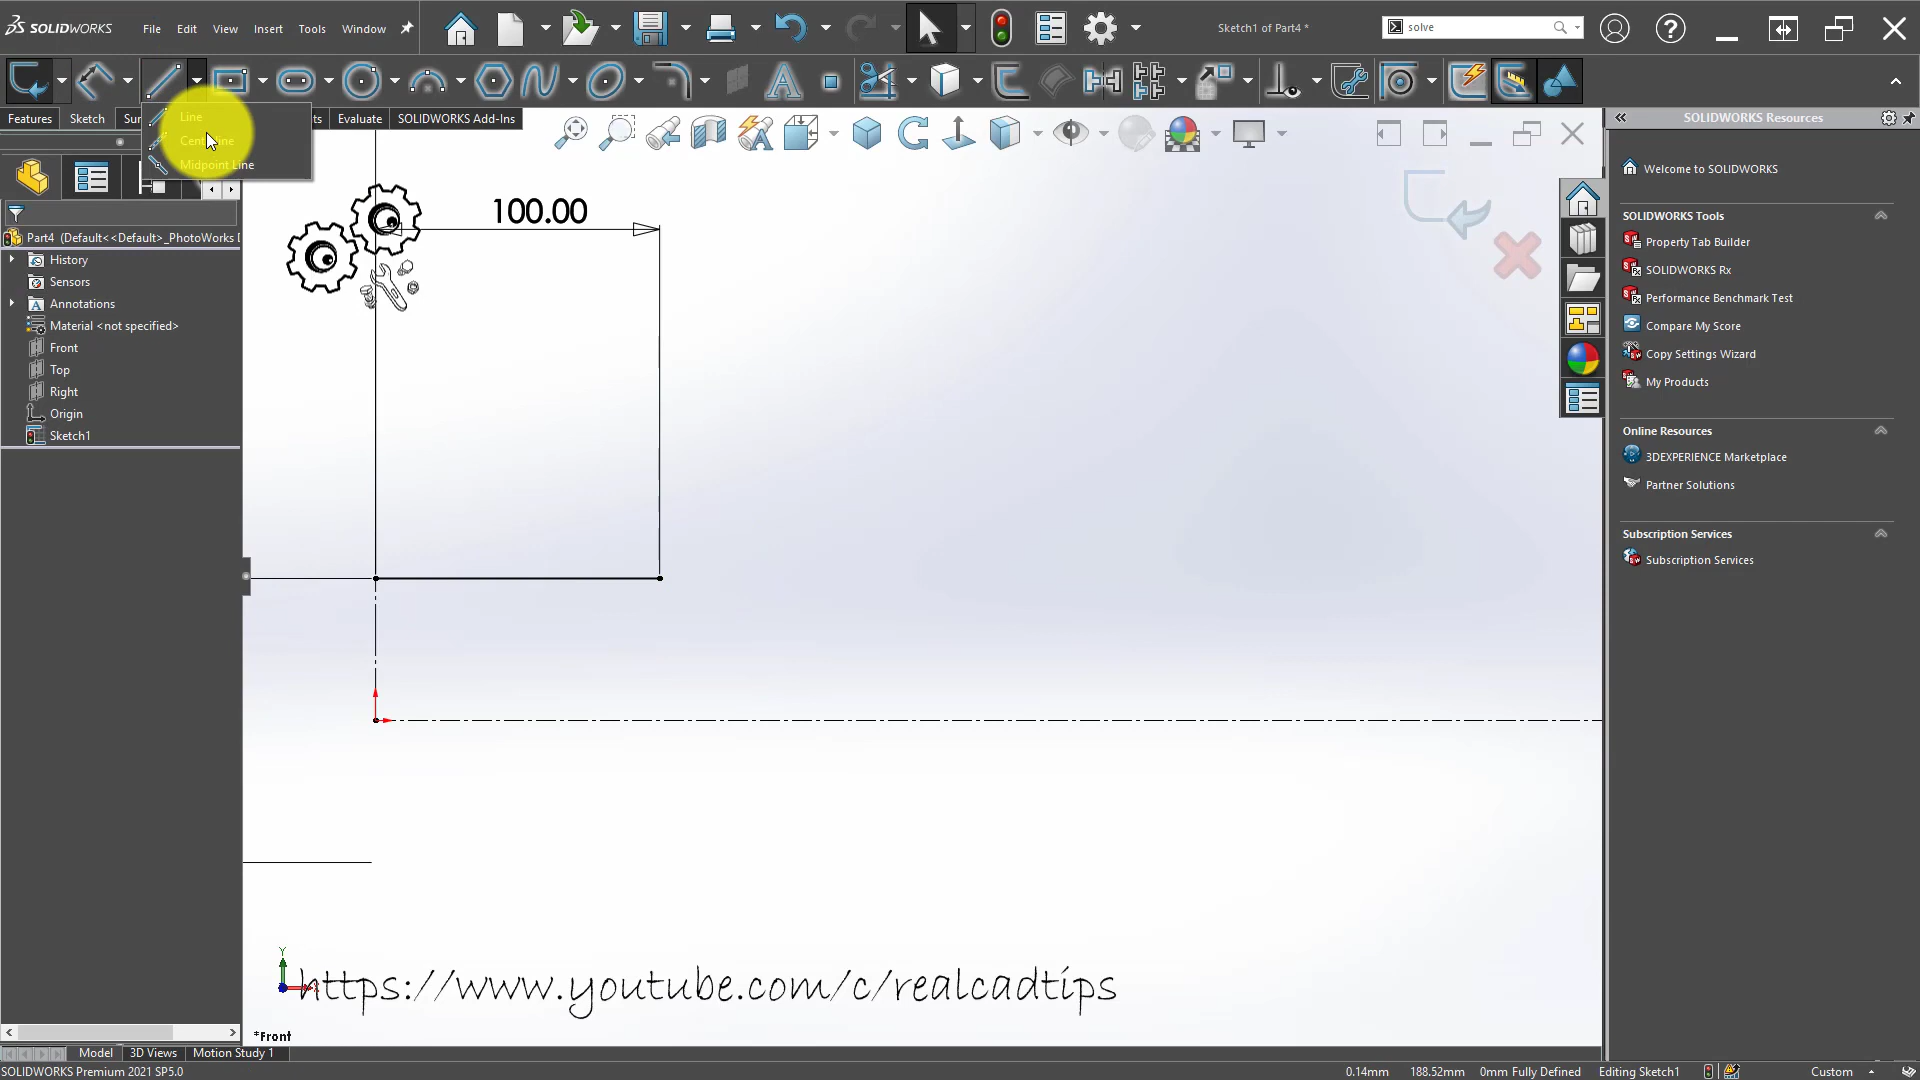 SOLIDWORKS File Edit View Insert Tools Window Sketch1 of Part4 * solve
Line
Centerline
Midpoint Line
Features Sketch Evaluate SOLIDWORKS Add-Ins
Part4 (Default<<Default>_PhotoWorks
History
Sensors
Annotations
Material <not specified>
Front
Top
Right
Origin
Sketch1
100.00
https://www.youtube.com/c/realcadtips
Y
X
*Front
SOLIDWORKS Resources
Welcome to SOLIDWORKS
SOLIDWORKS Tools
Property Tab Builder
SOLIDWORKS Rx
Performance Benchmark Test
Compare My Score
Copy Settings Wizard
My Products
Online Resources
3DEXPERIENCE Marketplace
Partner Solutions
Subscription Services
Subscription Services
Model 3D Views Motion Study 1
SOLIDWORKS Premium 2021 SP5.0 0.14mm 188.52mm 0mm Fully Defined Editing Sketch1 Custom